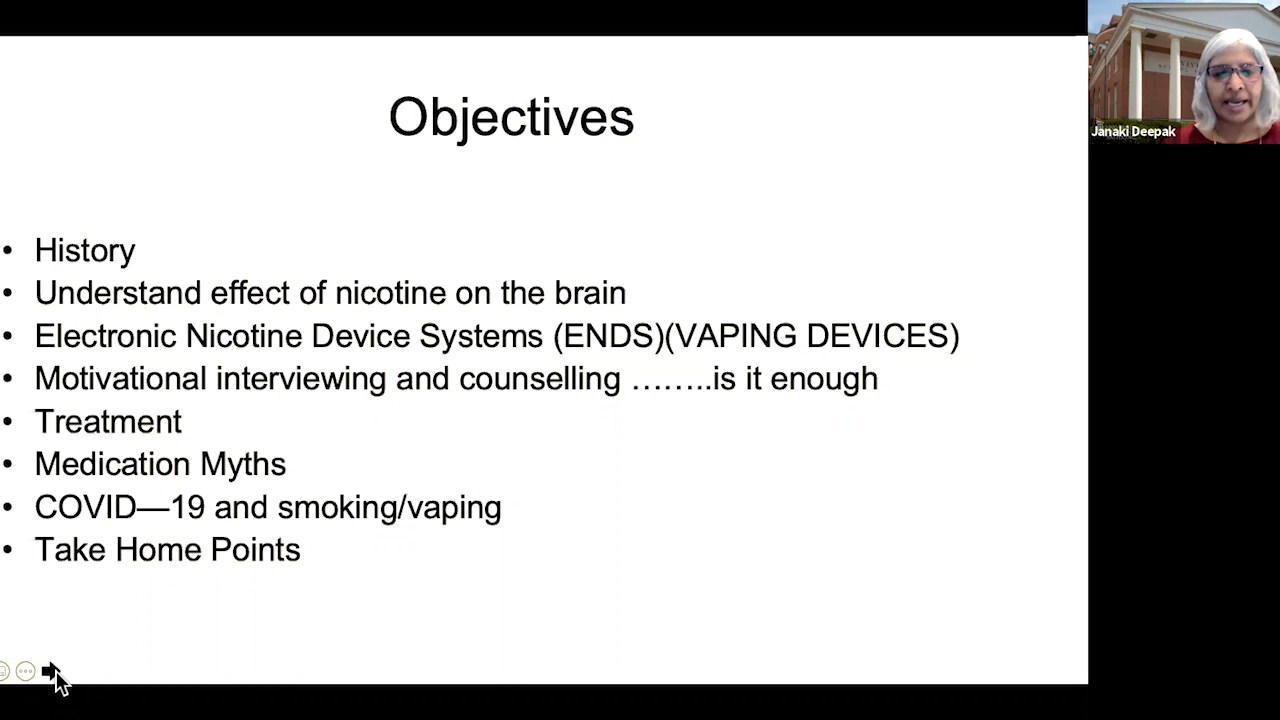 Objectives
• History
• Understand effect of nicotine on the brain
• Electronic Nicotine Device Systems (ENDS)(VAPING DEVICES)
• Motivational interviewing and counselling ……..is it enough
• Treatment
• Medication Myths
• COVID—19 and smoking/vaping
• Take Home Points
Janaki Deepak